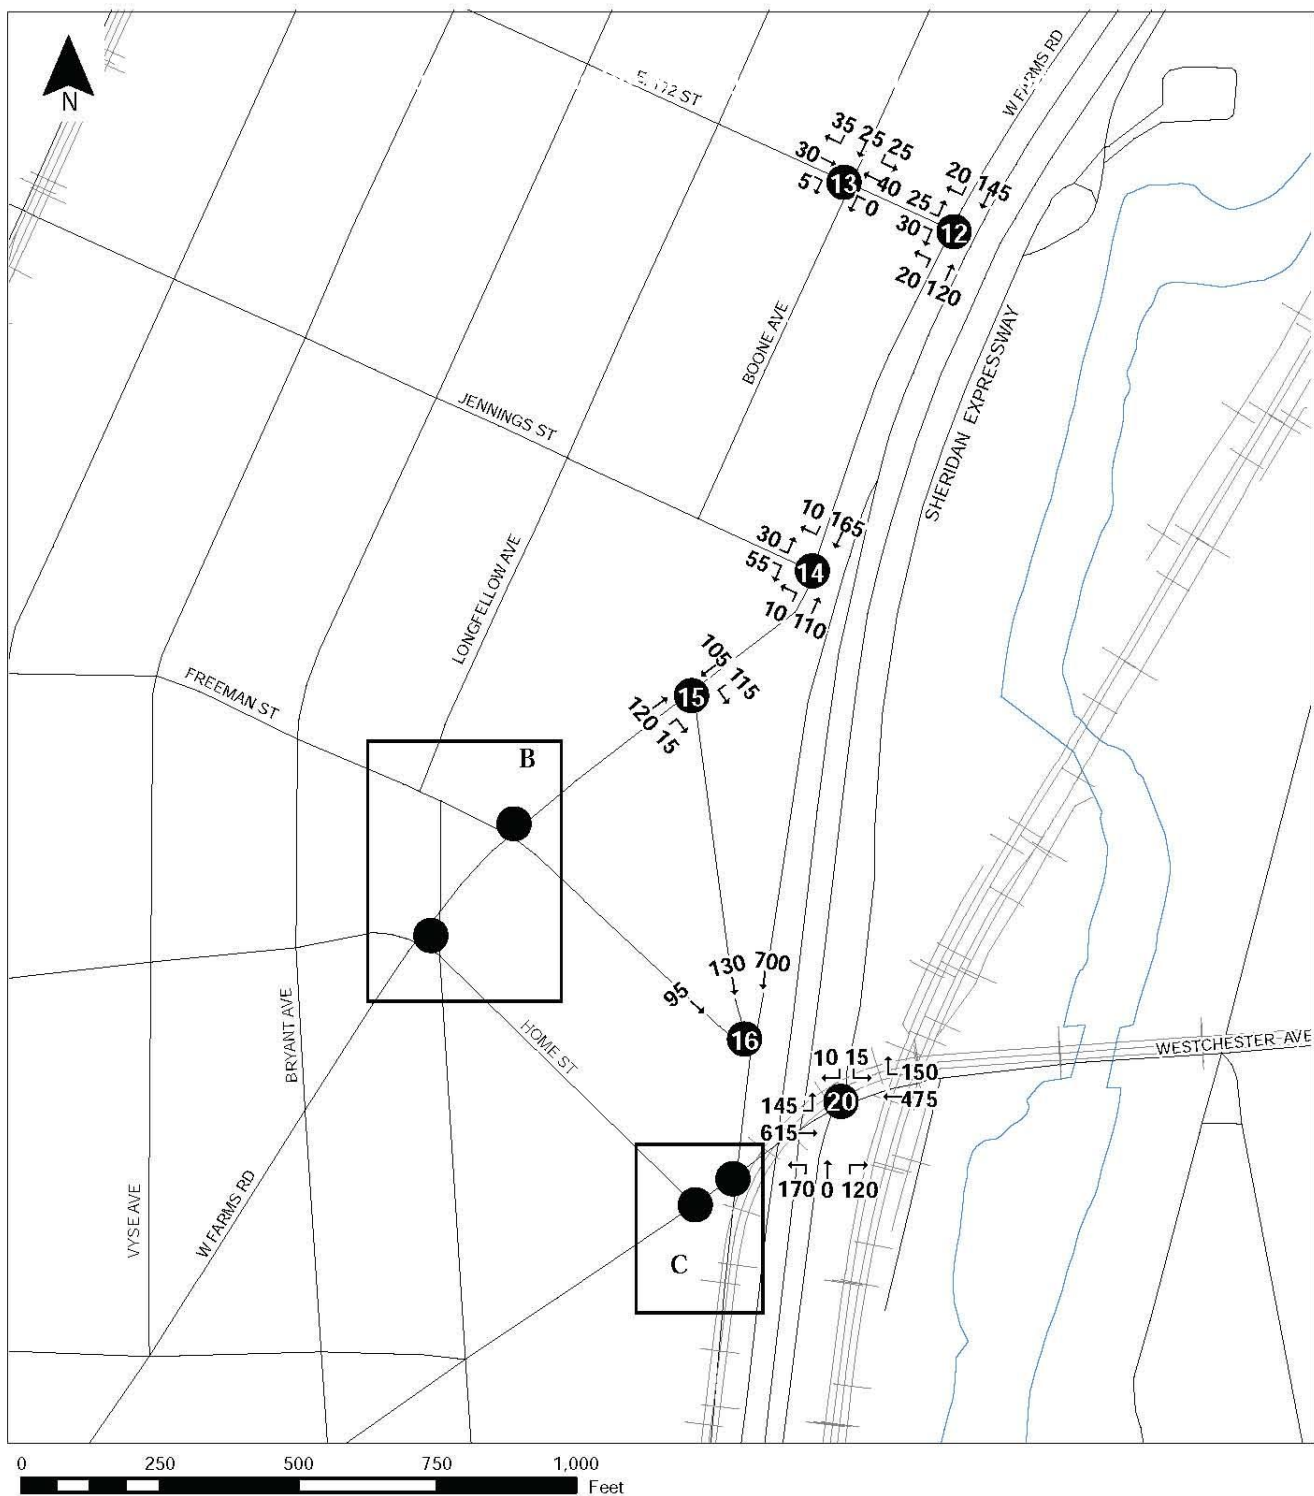 N
E. 172 ST
W FARMS RD
35 25 25
30
5
13
40
0
20 145
25
30
12
20 120
BOONE AVE
SHERIDAN EXPRESSWAY
JENNINGS ST
LONGFELLOW AVE
10 165
30
55
14
10 110
105 115
15
120 15
FREEMAN ST
B
130 700
95
16
HOME ST
BRYANT AVE
WESTCHESTER AVE
10 15
150
145
20
475
615
170 0 120
VYSE AVE
W FARMS RD
C
0 250 500 750 1,000
Feet